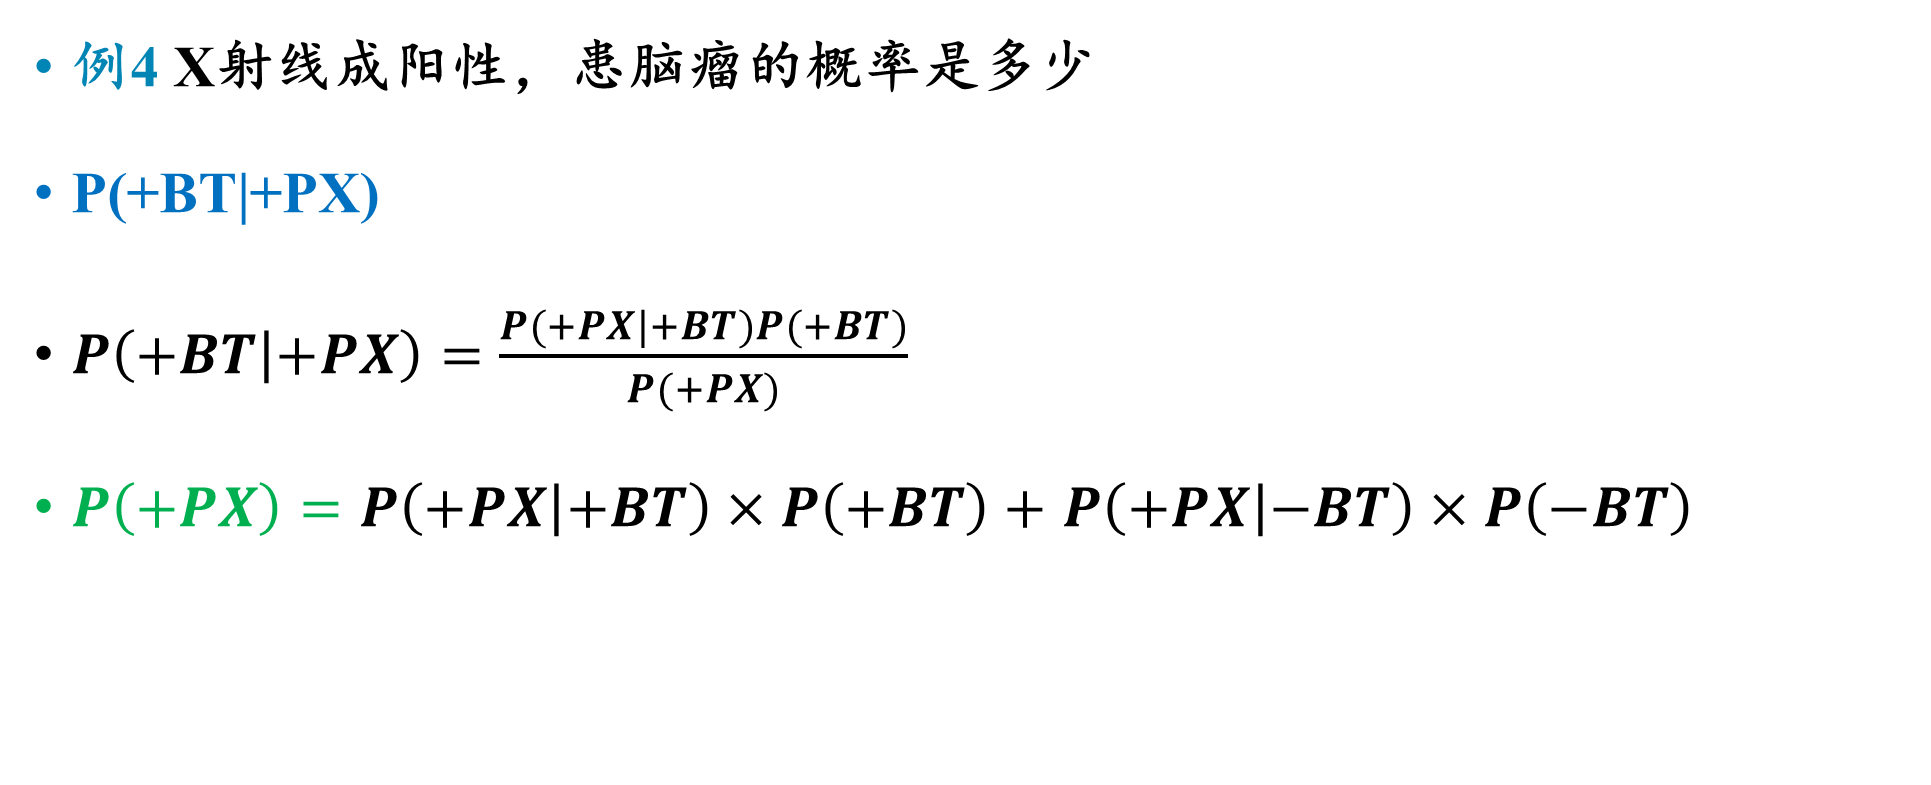 • 例4 X射线成阳性，患脑瘤的概率是多少
• P(+BT|+PX)
• P(+BT|+PX) = \frac{P(+PX|+BT)P(+BT)}{P(+PX)}
• P(+PX) = P(+PX|+BT) × P(+BT) + P(+PX|−BT) × P(−BT)